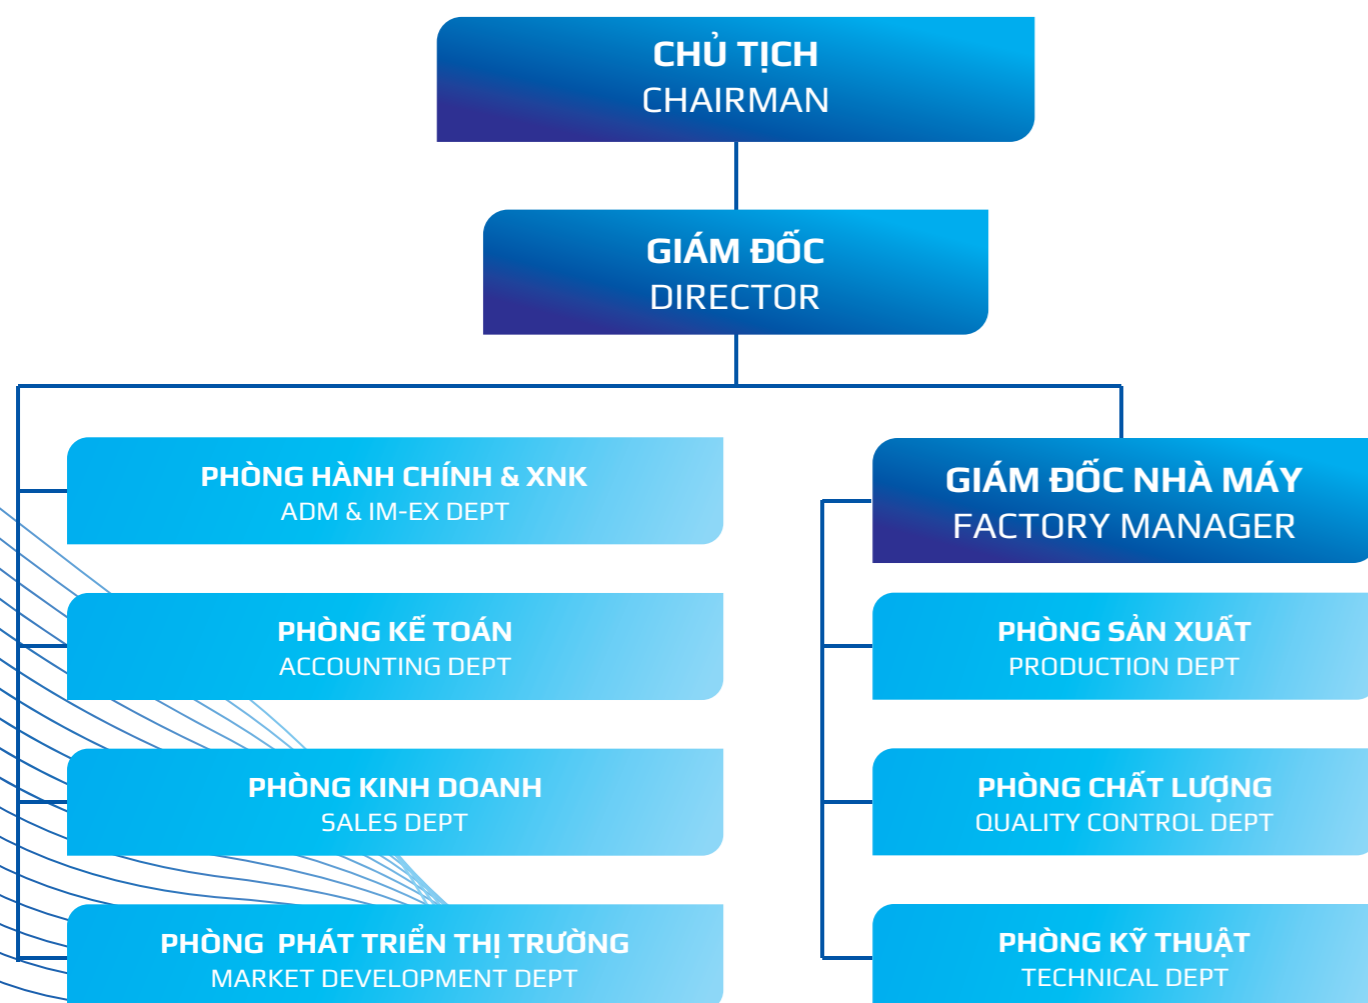 CHỦ TỊCH
CHAIRMAN
GIÁM ĐỐC
DIRECTOR
PHÒNG HÀNH CHÍNH & XNK
ADM & IM-EX DEPT
PHÒNG KẾ TOÁN
ACCOUNTING DEPT
PHÒNG KINH DOANH
SALES DEPT
PHÒNG PHÁT TRIỂN THỊ TRƯỜNG
MARKET DEVELOPMENT DEPT
GIÁM ĐỐC NHÀ MÁY
FACTORY MANAGER
PHÒNG SẢN XUẤT
PRODUCTION DEPT
PHÒNG CHẤT LƯỢNG
QUALITY CONTROL DEPT
PHÒNG KỸ THUẬT
TECHNICAL DEPT